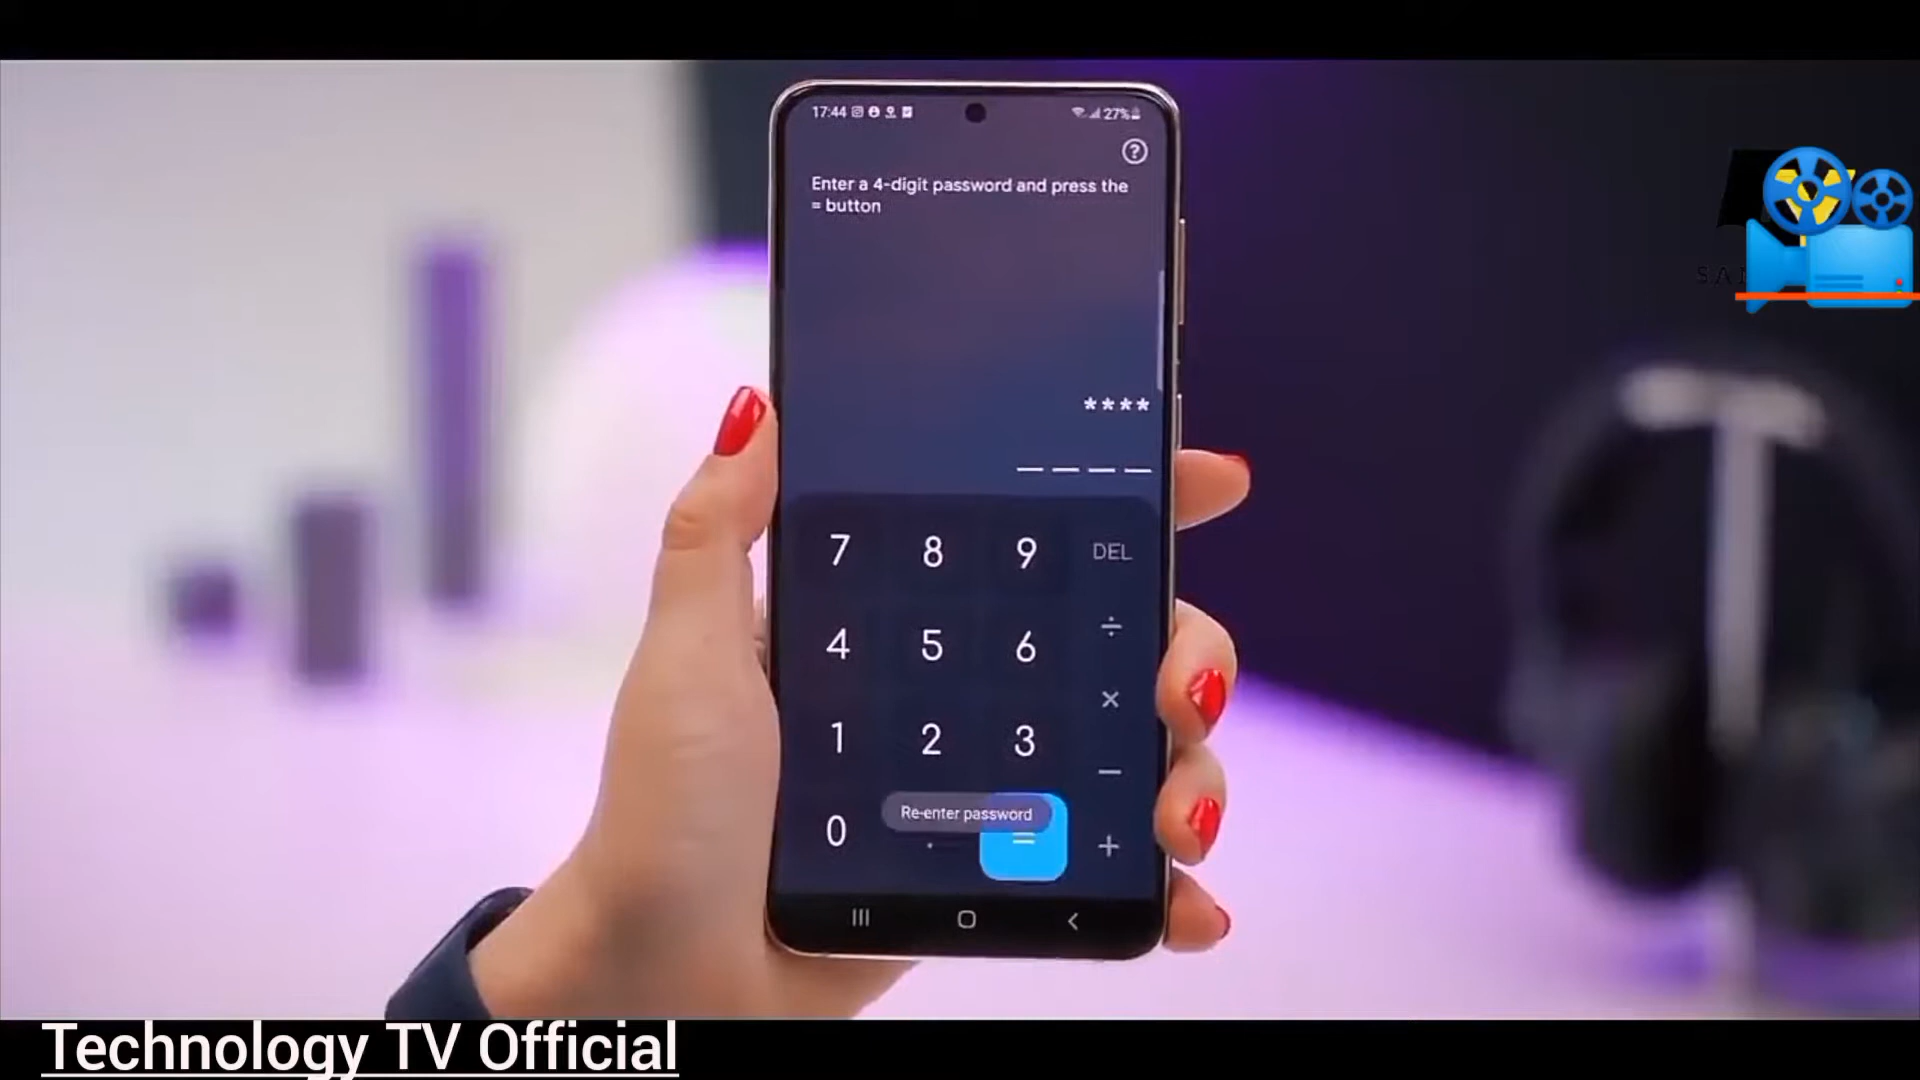 17:44
27%
?
Enter a 4-digit password and press the
= button
****
_ _ _ _
7 8 9 DEL
4 5 6 ÷
1 2 3 ×
−
Re-enter password
0 . = +
Technology TV Official